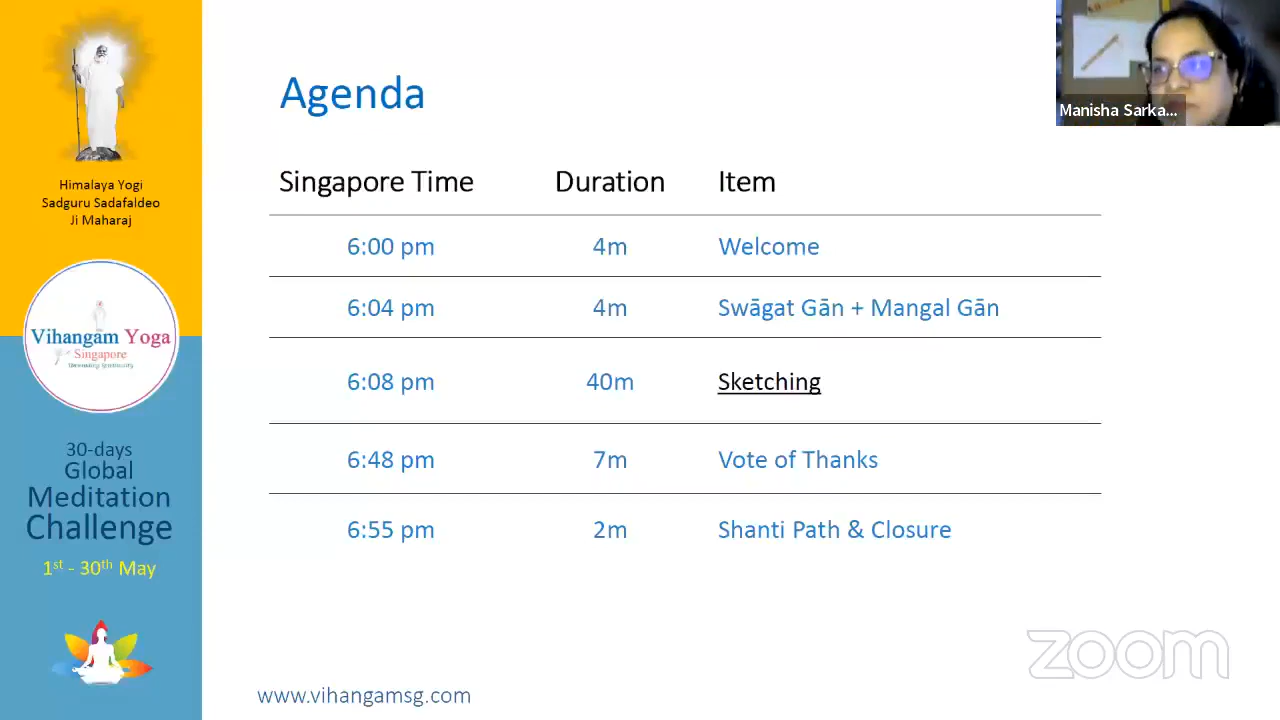 Himalaya Yogi
Sadguru Sadafaldeo
Ji Maharaj
Vihangam Yoga
Singapore
30-days
Global
Meditation
Challenge
1st - 30th May
Agenda
Singapore Time Duration Item
6:00 pm 4m Welcome
6:04 pm 4m Swāgat Gān + Mangal Gān
6:08 pm 40m Sketching
6:48 pm 7m Vote of Thanks
6:55 pm 2m Shanti Path & Closure
www.vihangamsg.com
Manisha Sarka...
zoom